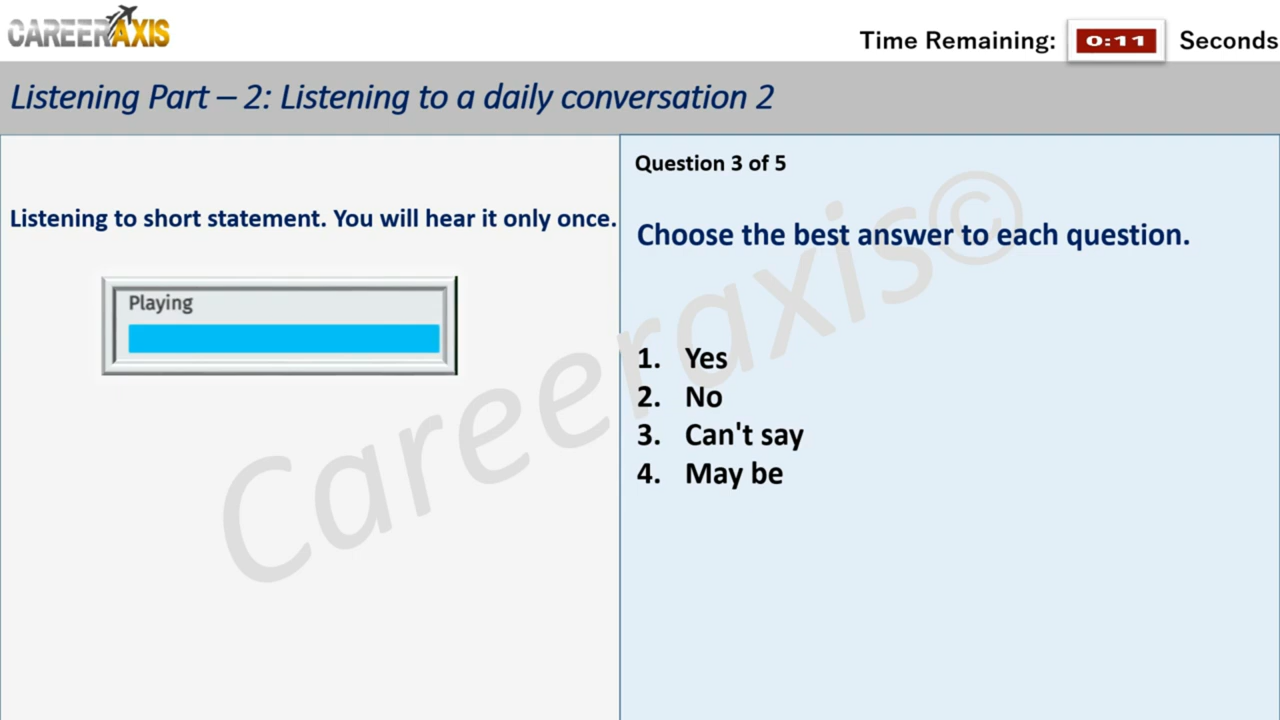 CAREERAXIS
Time Remaining: 0:11 Seconds
Listening Part – 2: Listening to a daily conversation 2
Question 3 of 5
Listening to short statement. You will hear it only once.
Choose the best answer to each question.
Playing
1. Yes
2. No
3. Can't say
4. May be
Careeraxis©